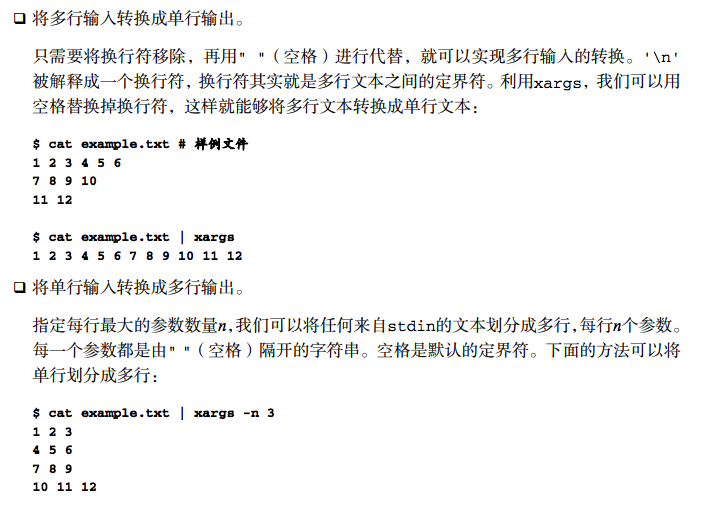 ❑ 将多行输入转换成单行输出。
只需要将换行符移除，再用" "（空格）进行代替，就可以实现多行输入的转换。'\n'
被解释成一个换行符，换行符其实就是多行文本之间的定界符。利用xargs，我们可以用
空格替换掉换行符，这样就能够将多行文本转换成单行文本：
$ cat example.txt # 样例文件
1 2 3 4 5 6
7 8 9 10
11 12
$ cat example.txt | xargs
1 2 3 4 5 6 7 8 9 10 11 12
❑ 将单行输入转换成多行输出。
指定每行最大的参数数量n，我们可以将任何来自stdin的文本划分成多行，每行n个参数。
每一个参数都是由" "（空格）隔开的字符串。空格是默认的定界符。下面的方法可以将
单行划分成多行：
$ cat example.txt | xargs -n 3
1 2 3
4 5 6
7 8 9
10 11 12